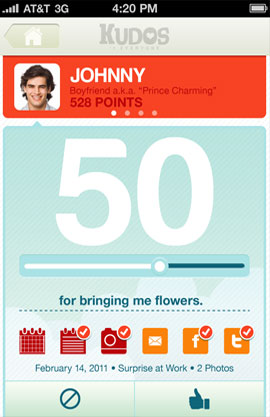 AT&T 3G 4:20 PM
KUDOS
JOHNNY
Boyfriend a.k.a. "Prince Charming"
528 POINTS
50
for bringing me flowers.
February 14, 2011 • Surprise at Work • 2 Photos